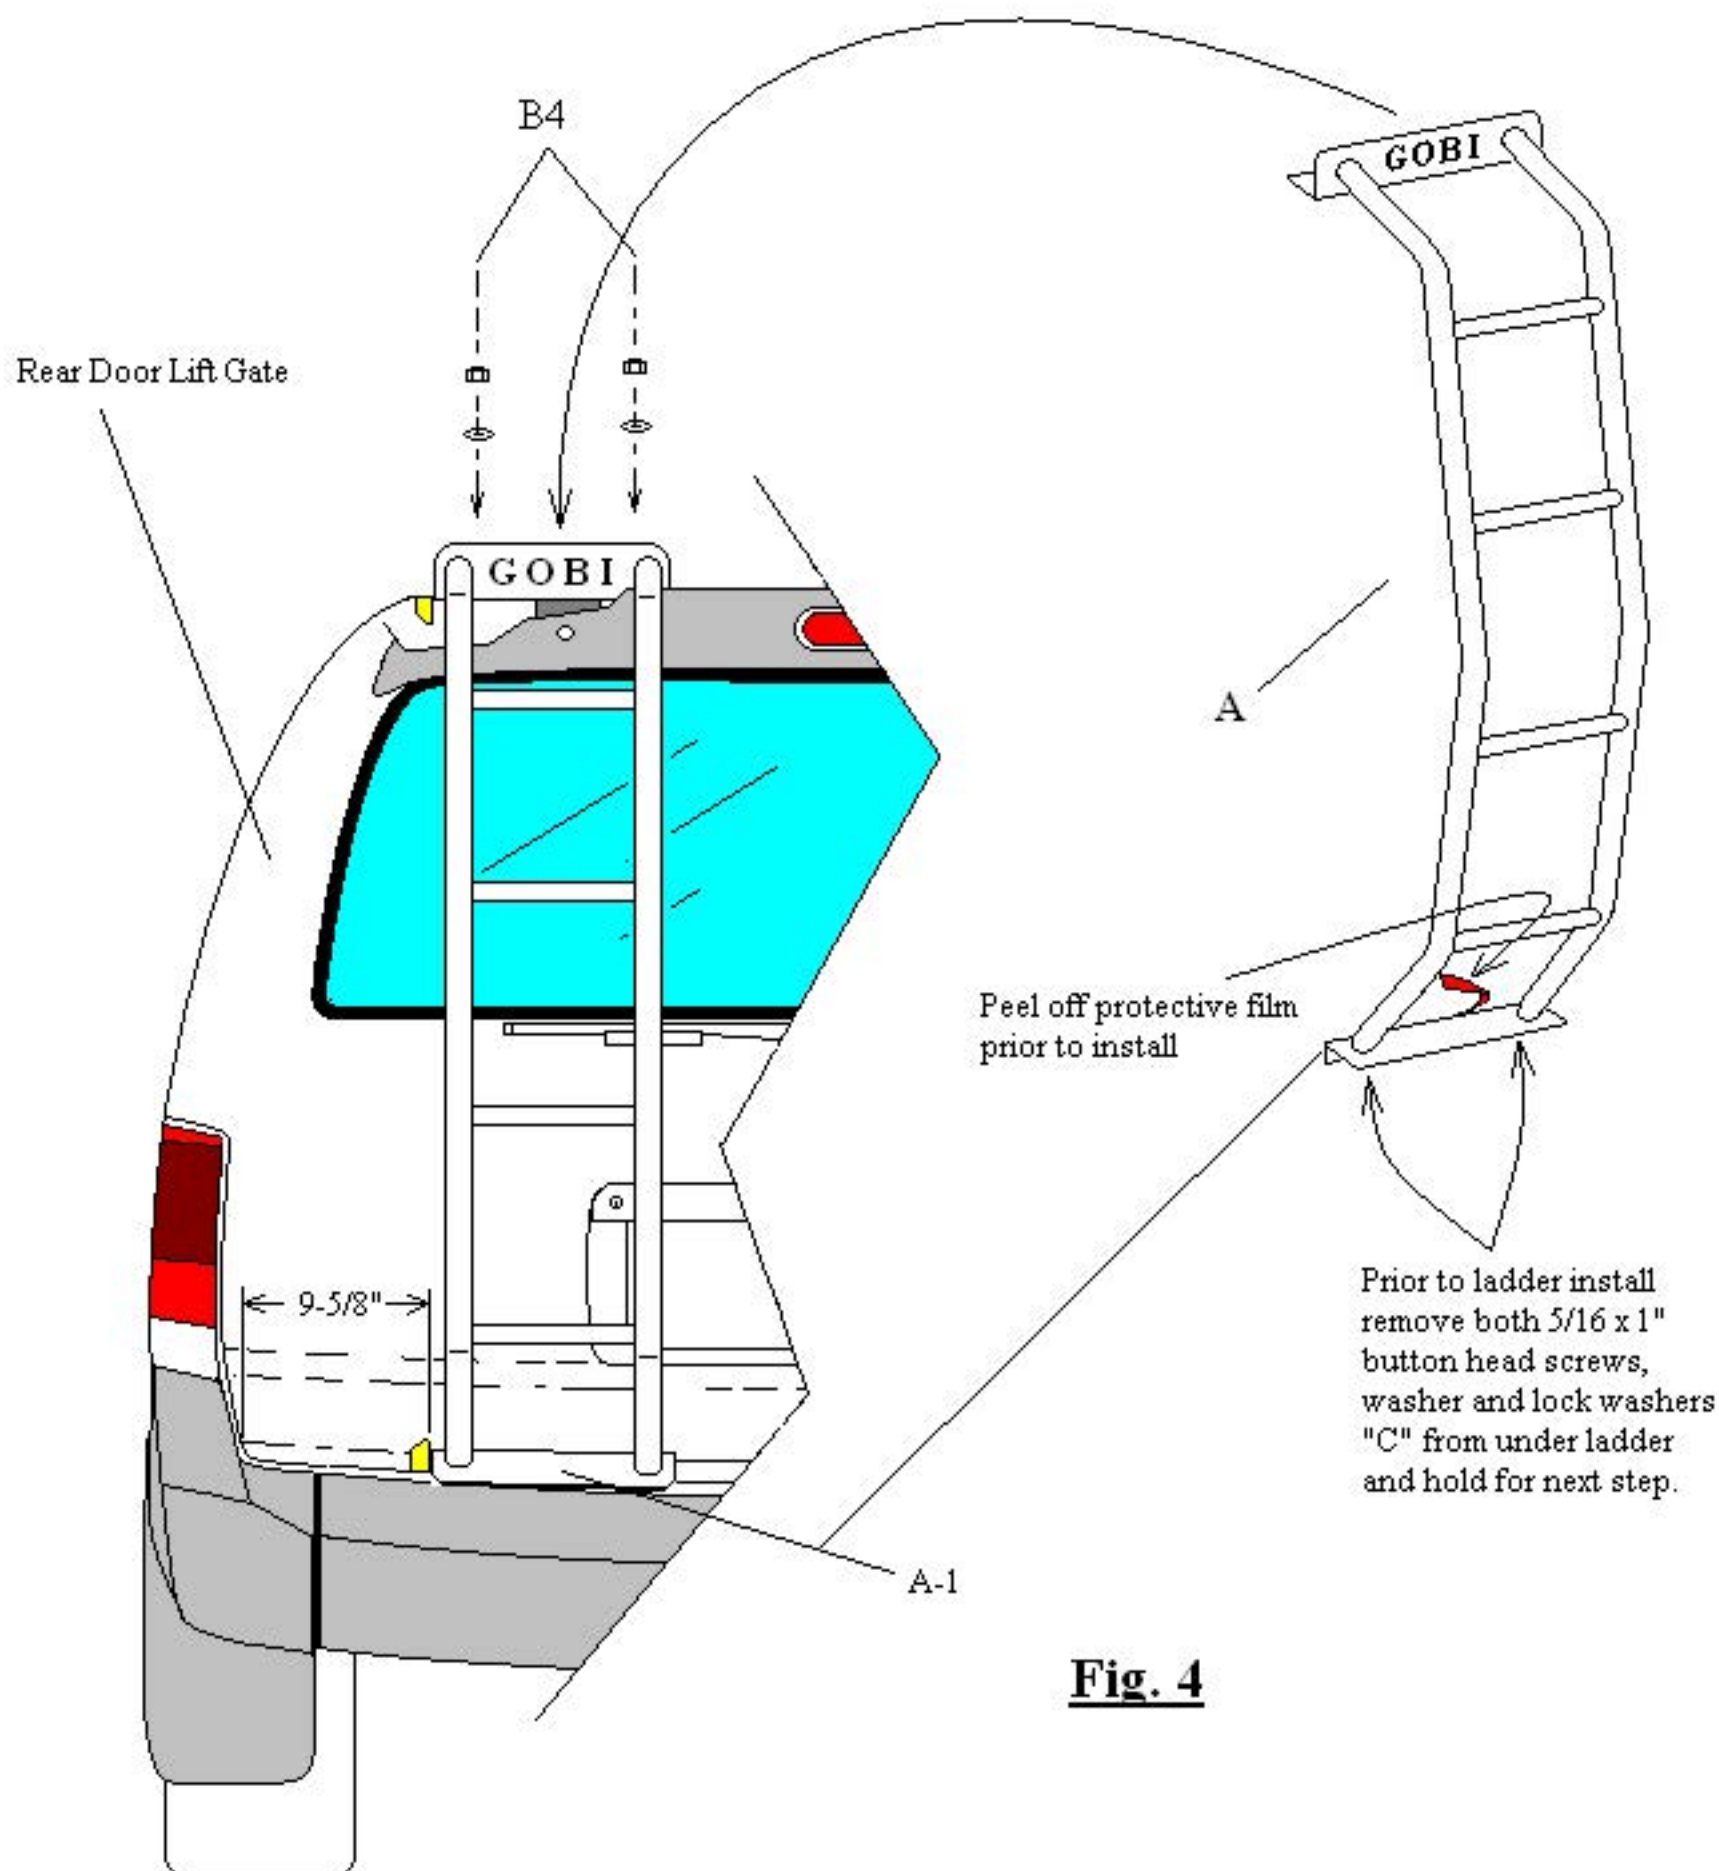 B4
GOBI
Rear Door Lift Gate
GOBI
A
Peel off protective film
prior to install
9-5/8"
Prior to ladder install
remove both 5/16 x 1"
button head screws,
washer and lock washers
"C" from under ladder
and hold for next step.
A-1
Fig. 4